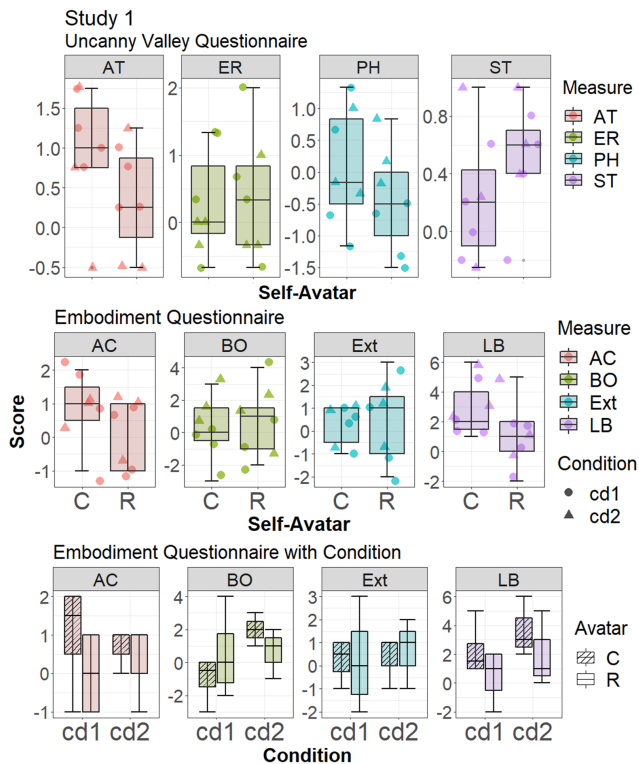 Study 1
Uncanny Valley Questionnaire
AT ER PH ST
1.5
1.0
0.5
0.0
-0.5
2
1
0
1.0
0.5
0.0
-0.5
-1.0
-1.5
0.8
0.4
0.0
Self-Avatar
Measure
AT
ER
PH
ST
Embodiment Questionnaire
AC BO Ext LB
Score
2
1
0
-1
4
2
0
-2
3
2
1
0
-1
-2
6
4
2
0
-2
C R C R C R C R
Self-Avatar
Measure
AC
BO
Ext
LB
Condition
cd1
cd2
Embodiment Questionnaire with Condition
AC BO Ext LB
2
1
0
-1
4
2
0
-2
3
2
1
0
-1
-2
6
4
2
0
-2
cd1 cd2 cd1 cd2 cd1 cd2 cd1 cd2
Condition
Avatar
C
R